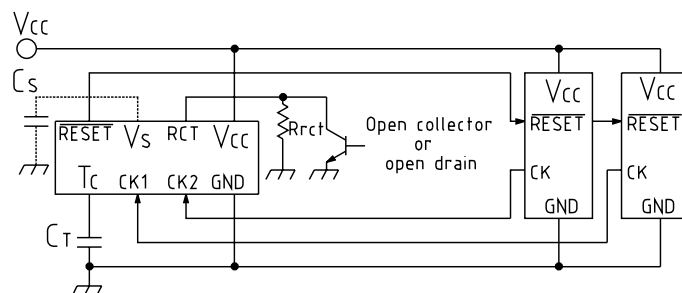 VCC
CS
RESET VS RCT VCC
TC CK1 CK2 GND
CT
Rrct
Open collector
or
open drain
VCC
RESET
CK
GND
VCC
RESET
CK
GND